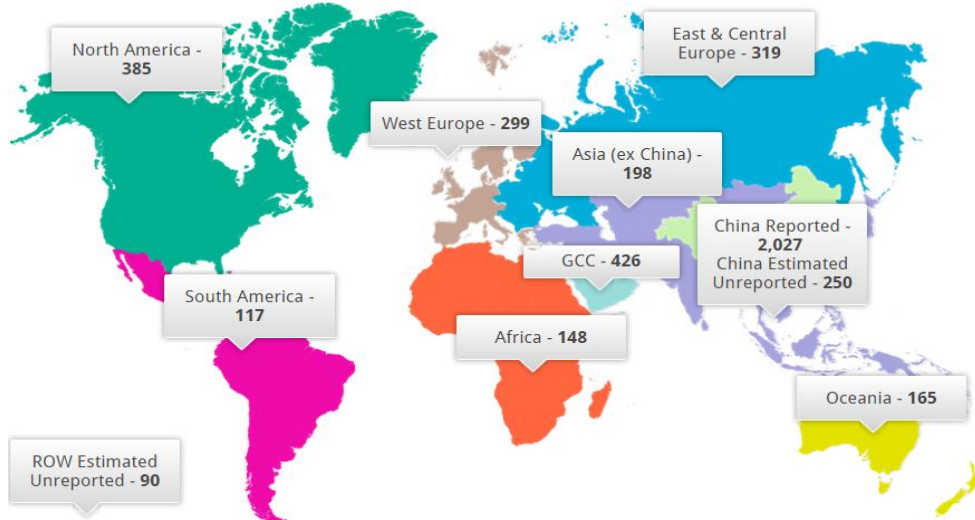 North America -
385
East & Central
Europe - 319
West Europe - 299
Asia (ex China) -
198
China Reported -
2,027
China Estimated
Unreported - 250
GCC - 426
South America -
117
Africa - 148
Oceania - 165
ROW Estimated
Unreported - 90